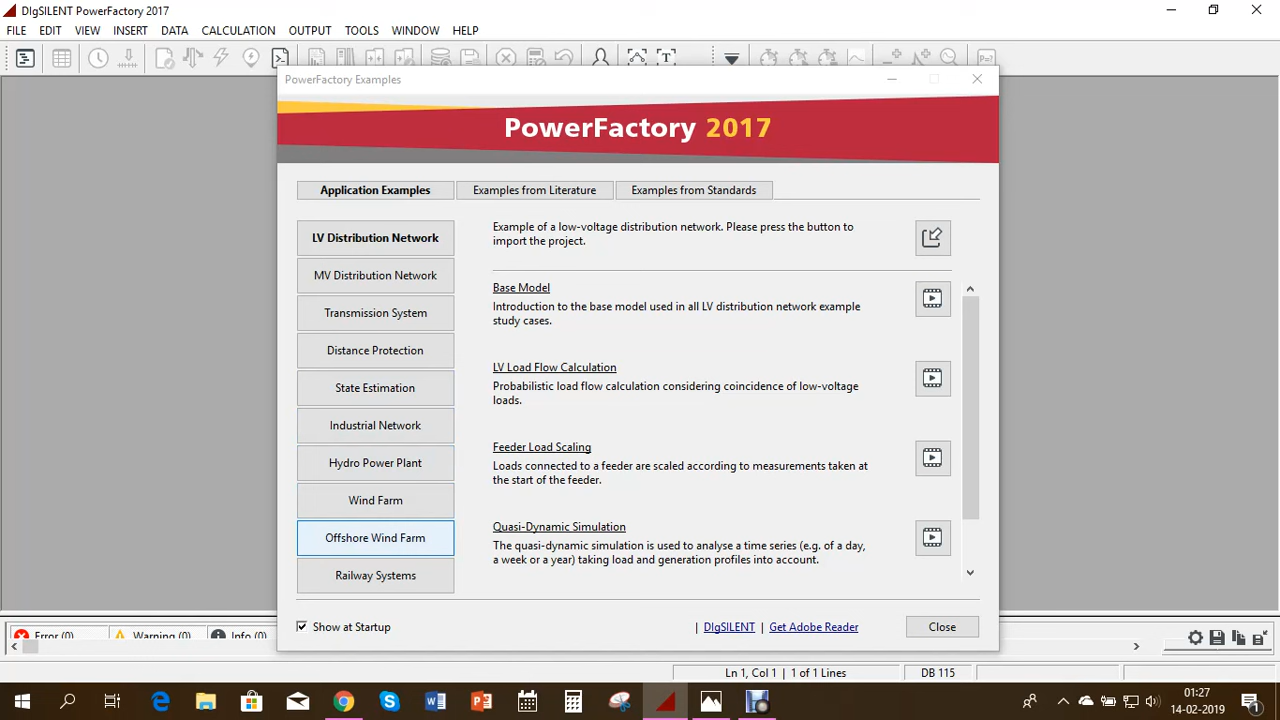 DIgSILENT PowerFactory 2017
FILE EDIT VIEW INSERT DATA CALCULATION OUTPUT TOOLS WINDOW HELP
PowerFactory Examples
PowerFactory 2017
Application Examples Examples from Literature Examples from Standards
LV Distribution Network
MV Distribution Network
Transmission System
Distance Protection
State Estimation
Industrial Network
Hydro Power Plant
Wind Farm
Offshore Wind Farm
Railway Systems
Example of a low-voltage distribution network. Please press the button to
import the project.
Base Model
Introduction to the base model used in all LV distribution network example
study cases.
LV Load Flow Calculation
Probabilistic load flow calculation considering coincidence of low-voltage
loads.
Feeder Load Scaling
Loads connected to a feeder are scaled according to measurements taken at
the start of the feeder.
Quasi-Dynamic Simulation
The quasi-dynamic simulation is used to analyse a time series (e.g. of a day,
a week or a year) taking load and generation profiles into account.
Show at Startup
| DIgSILENT | Get Adobe Reader
Close
Error (0) Warning (0) Info (0)
Ln 1, Col 1 | 1 of 1 Lines DB 115
01:27
14-02-2019